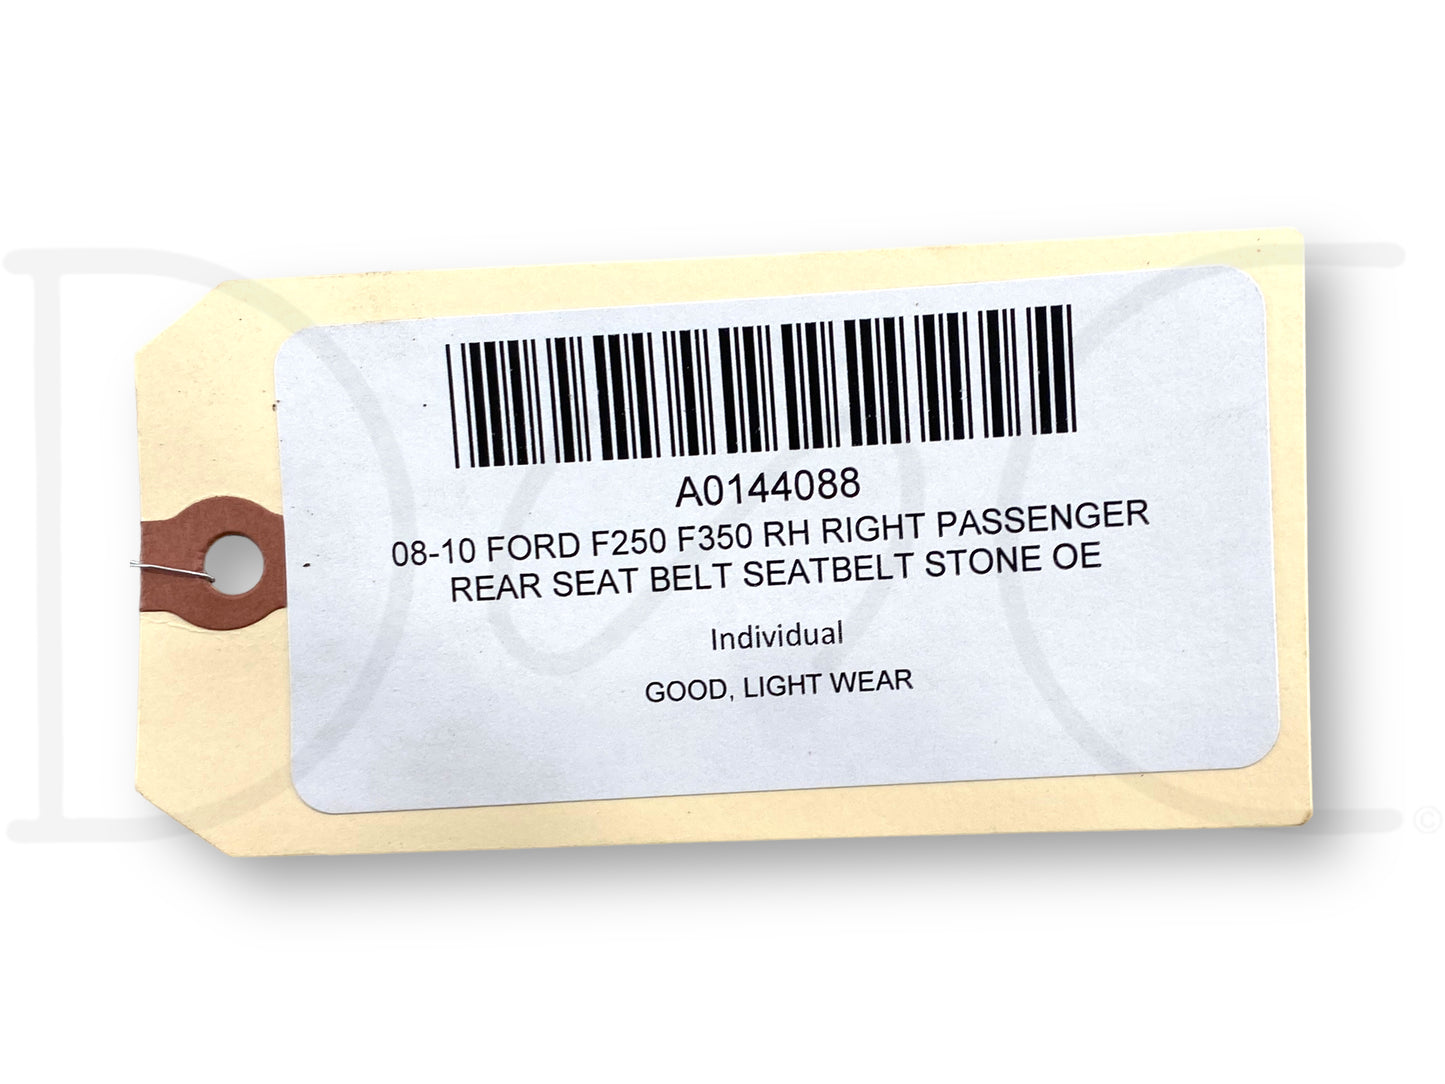 A0144088
08-10 FORD F250 F350 RH RIGHT PASSENGER
REAR SEAT BELT SEATBELT STONE OE
Individual
GOOD, LIGHT WEAR
©